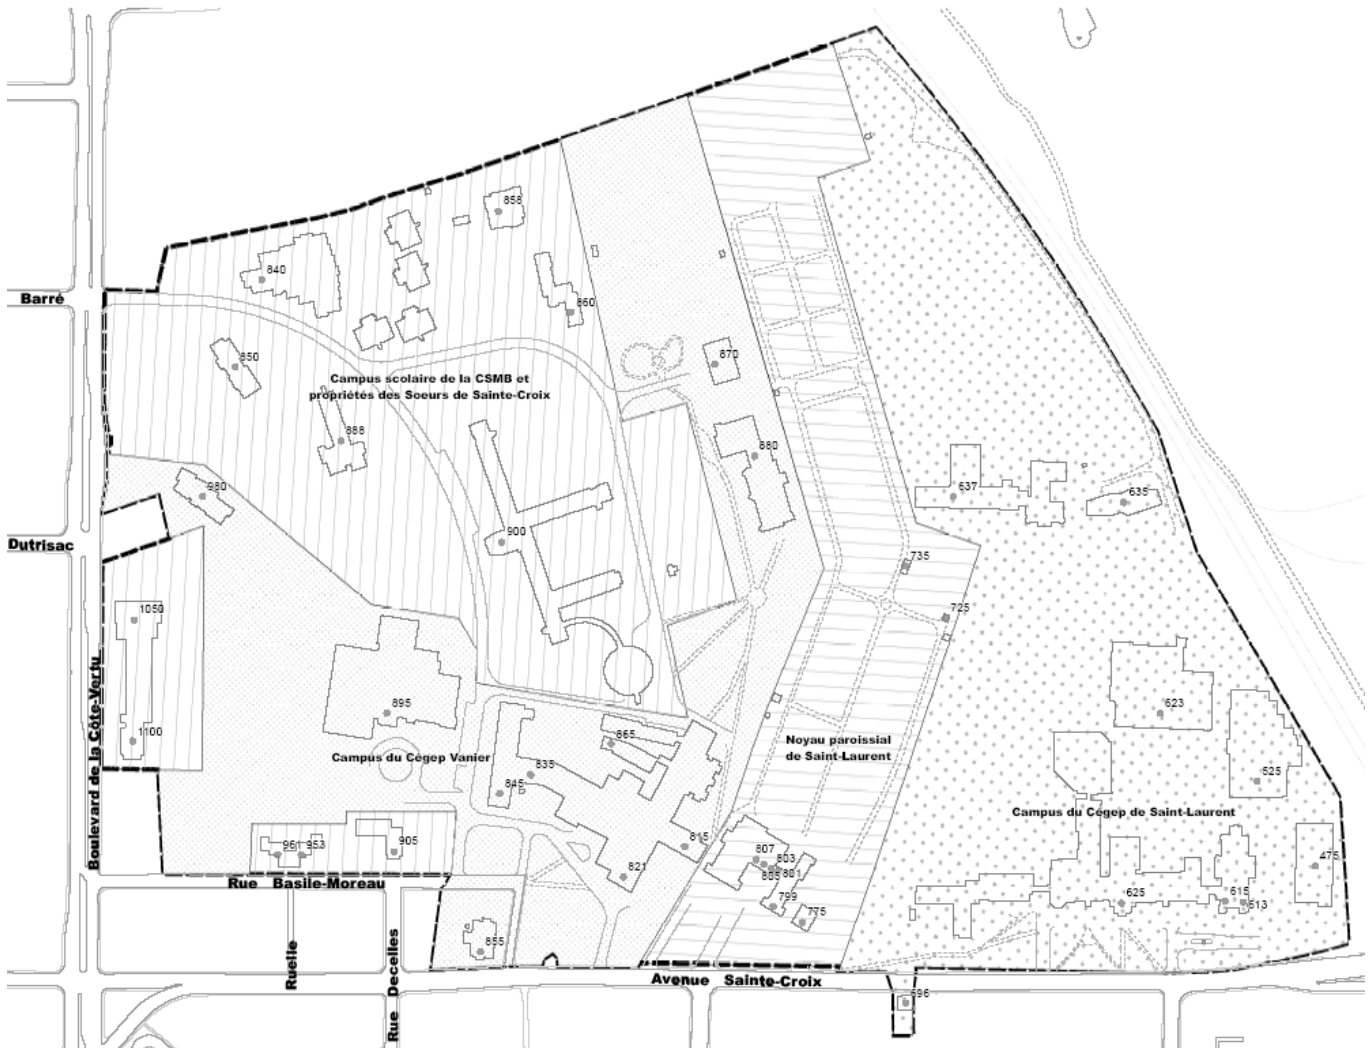 858
840
Barré
860
850
870
Campus scolaire de la CSMB et
propriétés des Soeurs de Sainte-Croix
888
880
980
637
635
900
Dutrisac
735
1050
725
Boulevard de la Côte-Vertu
895
623
1100
865
Noyau paroissial
de Saint-Laurent
Campus du Cégep Vanier
835
845
525
Campus du Cégep de Saint-Laurent
815
807
803
805
801
961
953
905
475
821
Rue Basile-Moreau
799
775
625
615
613
855
Ruelle
Rue Decelles
Avenue Sainte-Croix
696